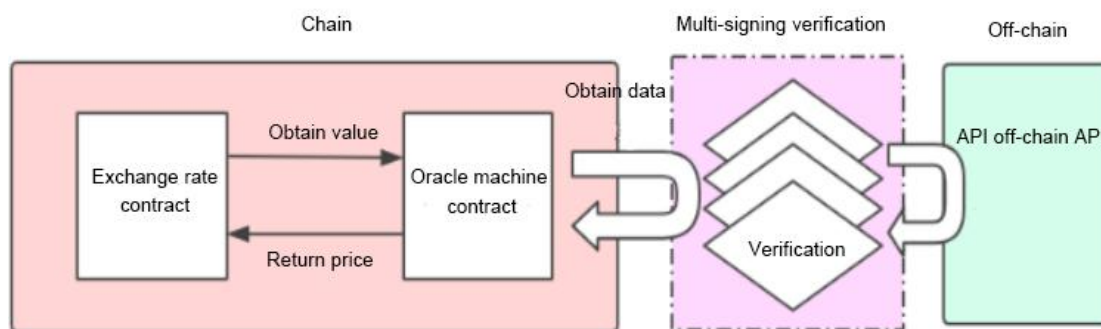 Chain
Multi-signing verification
Off-chain
Obtain data
Obtain value
Exchange rate
contract
Oracle machine
contract
Return price
Verification
API off-chain AP